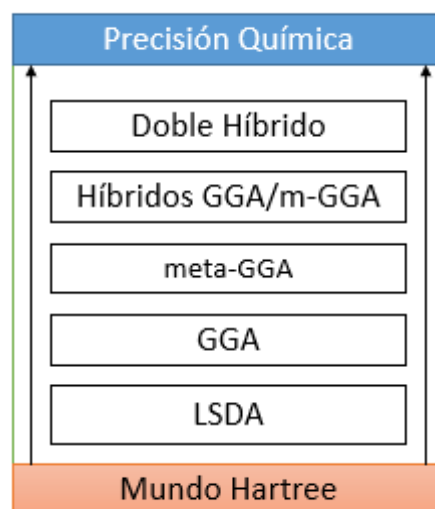 Precisión Química
Doble Híbrido
Híbridos GGA/m-GGA
meta-GGA
GGA
LSDA
Mundo Hartree